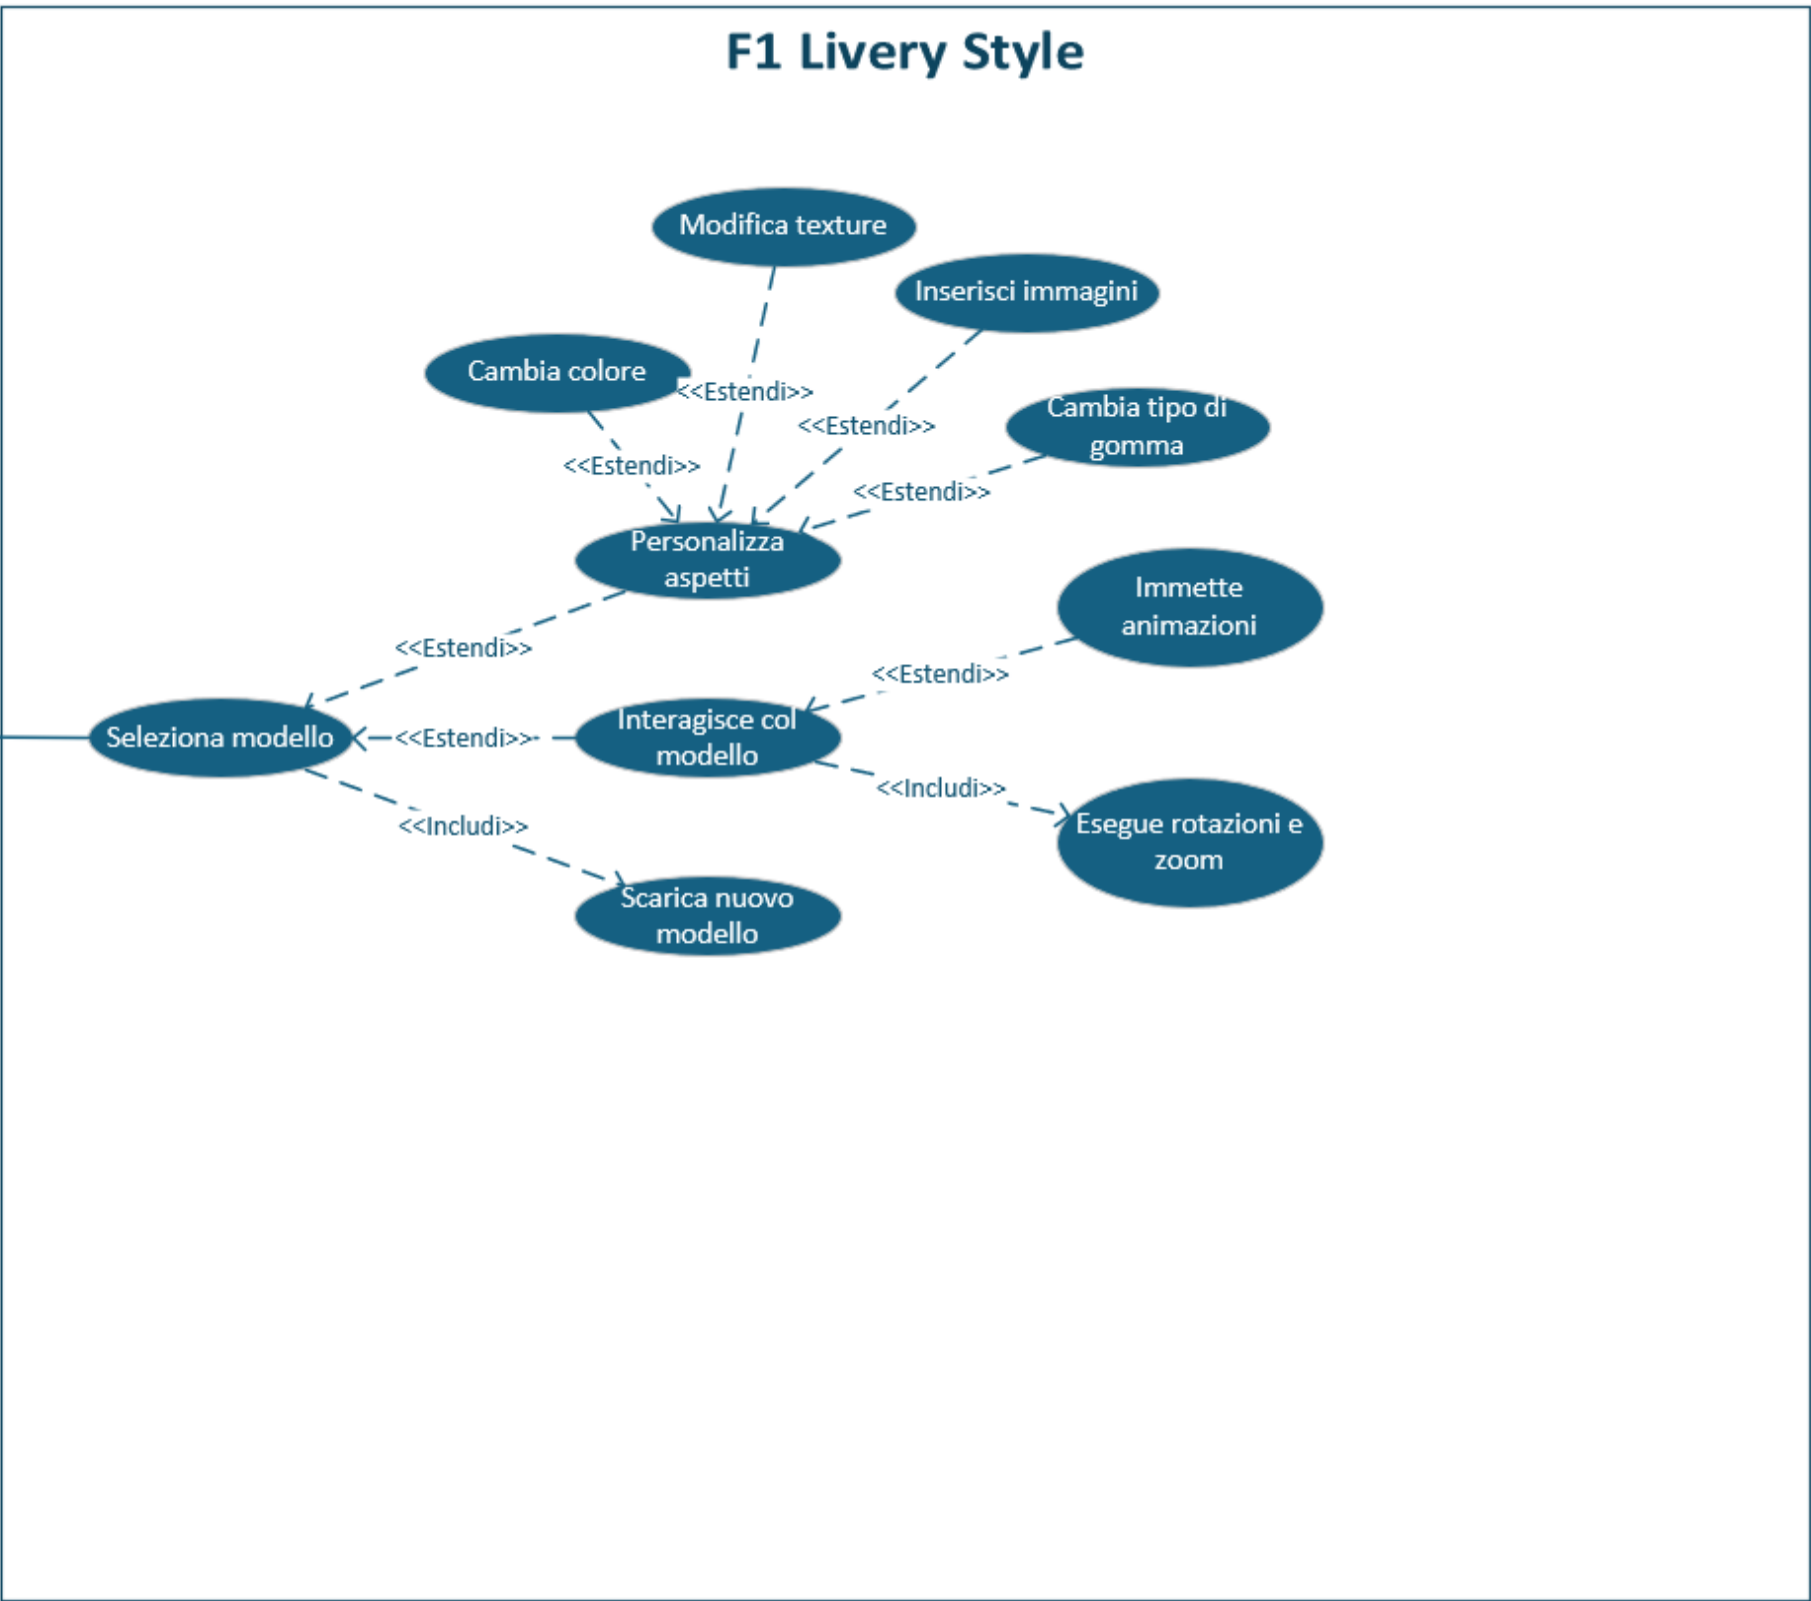 F1 Livery Style
Modifica texture
Inserisci immagini
Cambia colore
<<Estendi>>
Cambia tipo di
gomma
<<Estendi>>
<<Estendi>>
<<Estendi>>
Personalizza
aspetti
Immette
animazioni
<<Estendi>>
<<Estendi>>
Seleziona modello
<<Estendi>>
Interagisce col
modello
<<Includi>>
Esegue rotazioni e
zoom
<<Includi>>
Scarica nuovo
modello